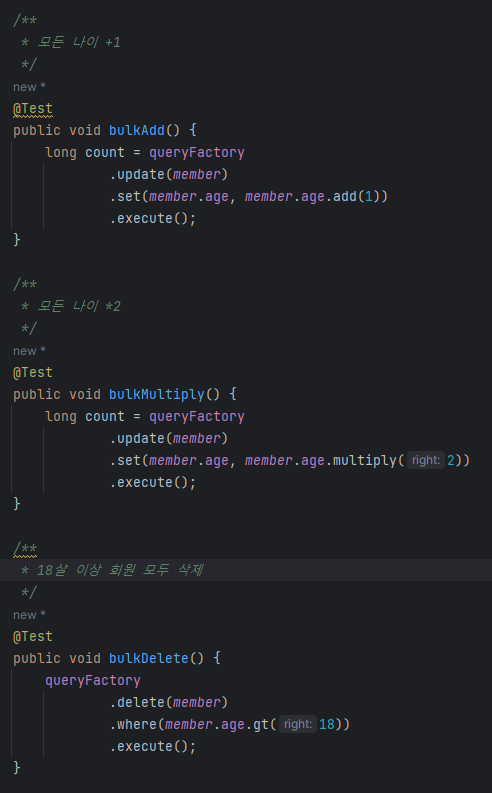 /**
 * 모든 나이 +1
 */
new *
@Test
public void bulkAdd() {
    long count = queryFactory
            .update(member)
            .set(member.age, member.age.add(1))
            .execute();
}

/**
 * 모든 나이 *2
 */
new *
@Test
public void bulkMultiply() {
    long count = queryFactory
            .update(member)
            .set(member.age, member.age.multiply( right: 2))
            .execute();
}

/**
 * 18살 이상 회원 모두 삭제
 */
new *
@Test
public void bulkDelete() {
    queryFactory
            .delete(member)
            .where(member.age.gt( right: 18))
            .execute();
}